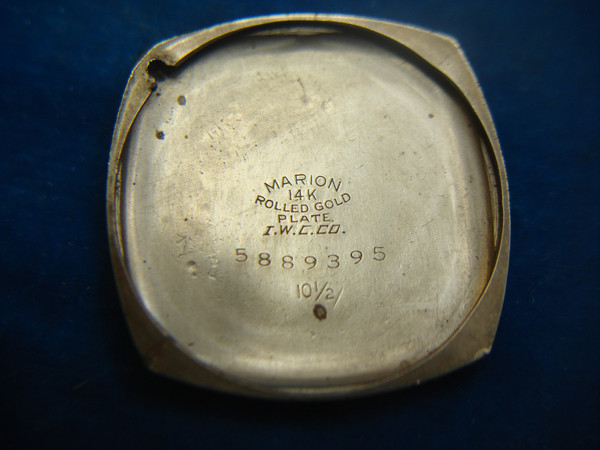 MARION
14K
ROLLED GOLD
PLATE
I.W.C.CO.
5889395
10 1/2